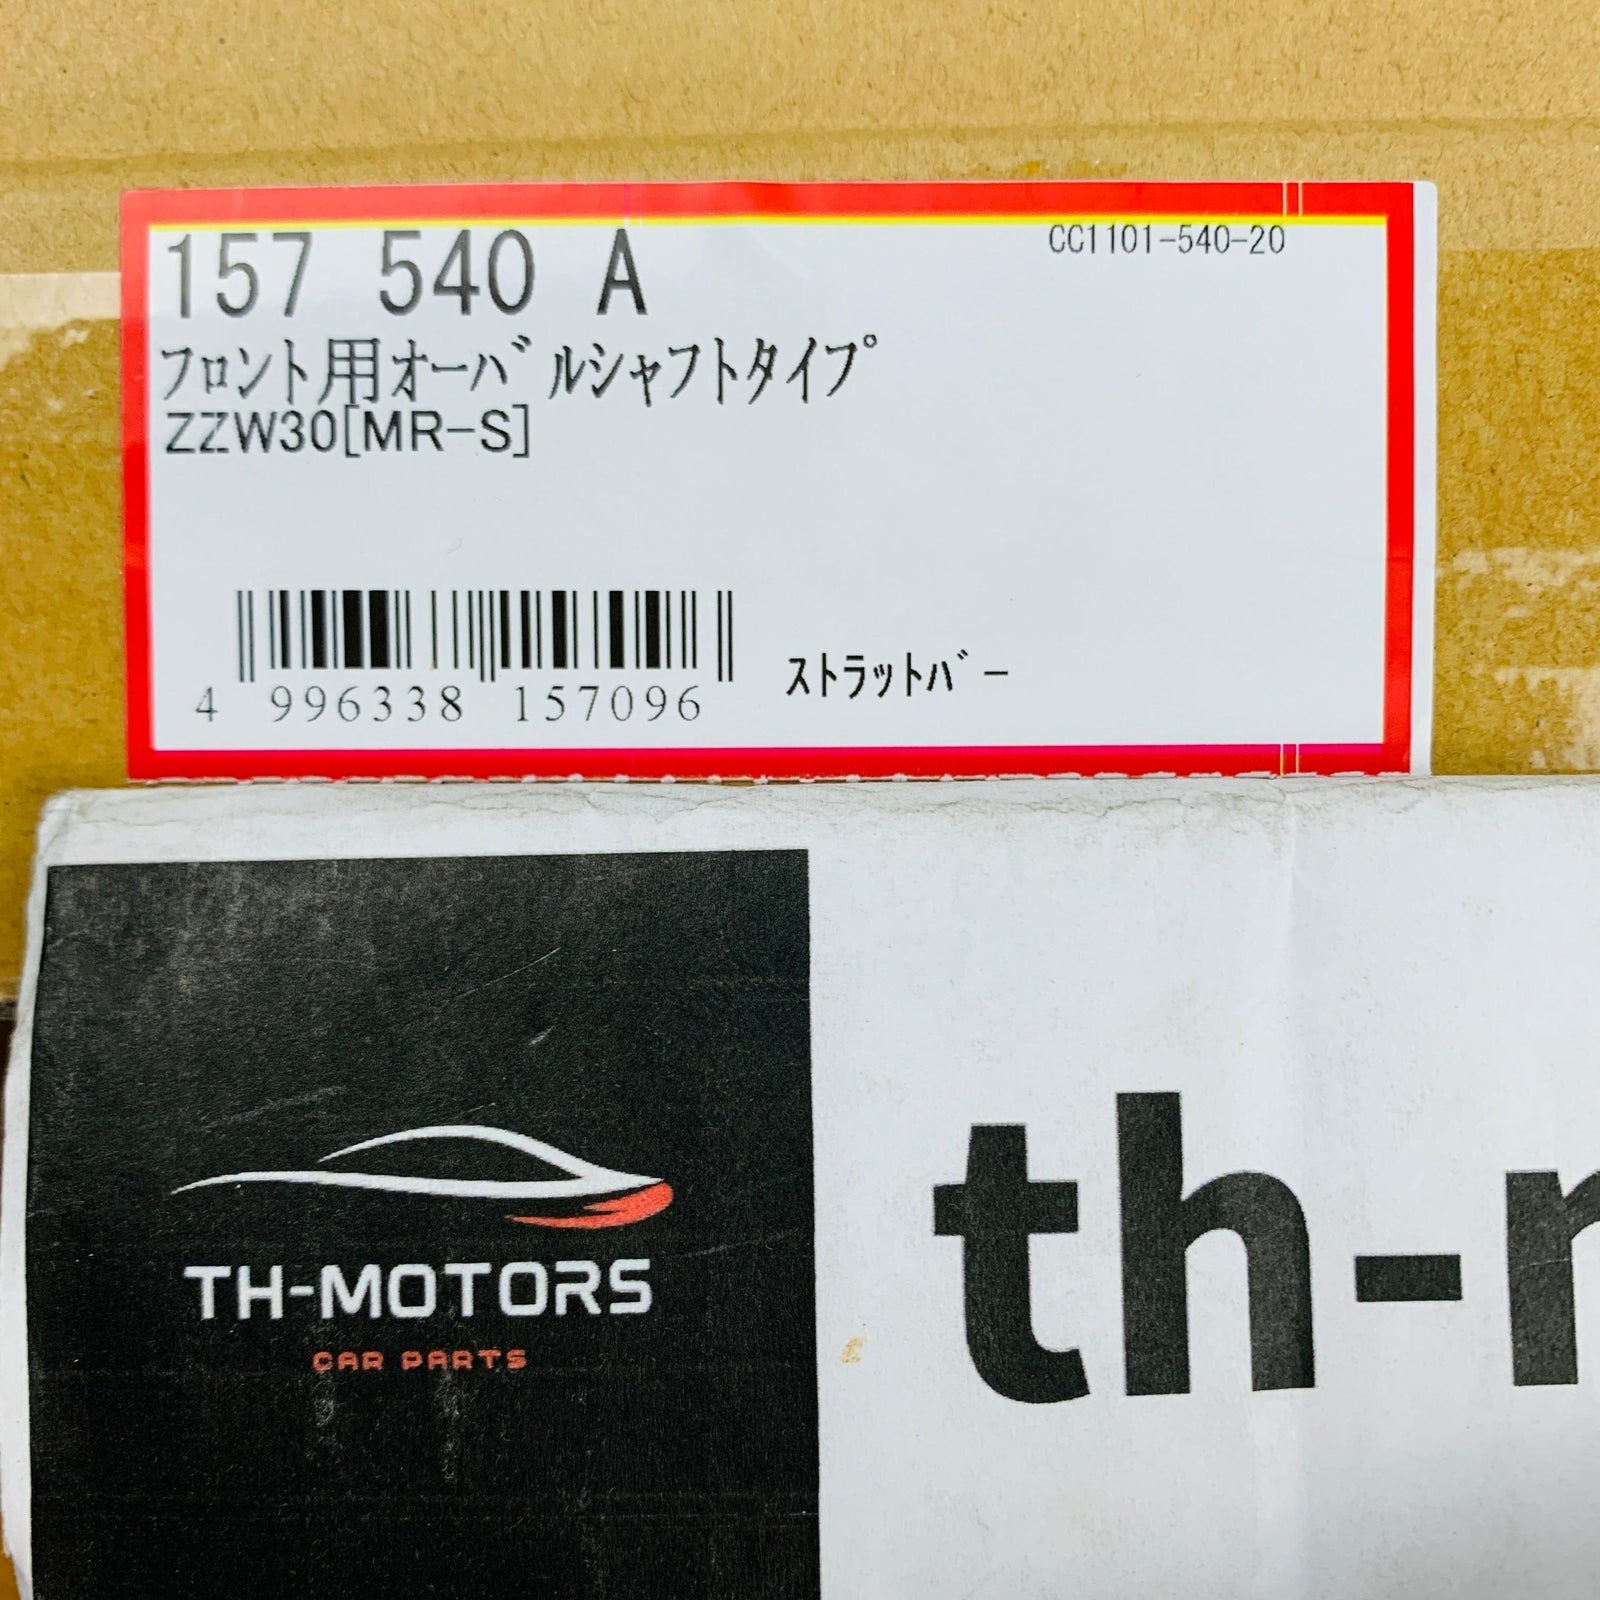 157 540 A
CC1101-540-20
フロント用オーバルシャフトタイプ
ZZW30[MR-S]
4 996338 157096
ストラットバー
TH-MOTORS
CAR PARTS
th-